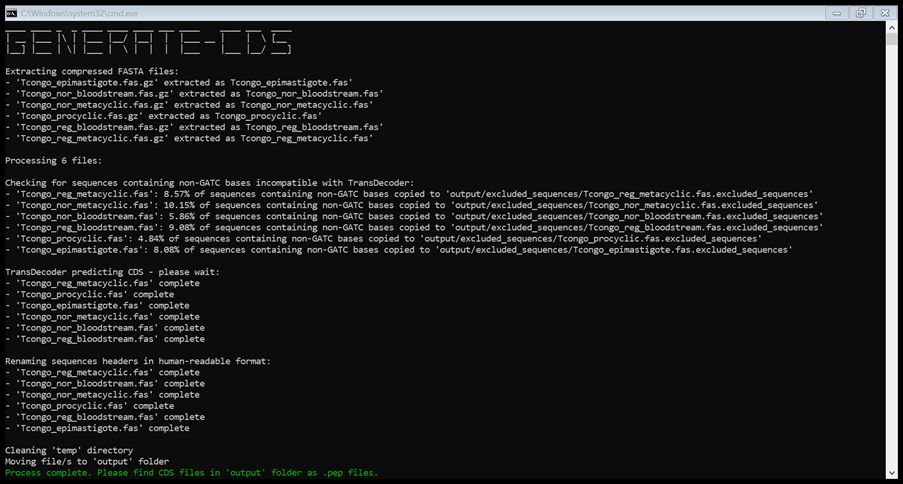 C:\Windows\system32\cmd.exe
GENERATE_CDS
Extracting compressed FASTA files:
- 'Tcongo_epimastigote.fas.gz' extracted as Tcongo_epimastigote.fas'
- 'Tcongo_nor_bloodstream.fas.gz' extracted as Tcongo_nor_bloodstream.fas'
- 'Tcongo_nor_metacyclic.fas.gz' extracted as Tcongo_nor_metacyclic.fas'
- 'Tcongo_procyclic.fas.gz' extracted as Tcongo_procyclic.fas'
- 'Tcongo_reg_bloodstream.fas.gz' extracted as Tcongo_reg_bloodstream.fas'
- 'Tcongo_reg_metacyclic.fas.gz' extracted as Tcongo_reg_metacyclic.fas'
Processing 6 files:
Checking for sequences containing non-GATC bases incompatible with TransDecoder:
- 'Tcongo_reg_metacyclic.fas': 8.57% of sequences containing non-GATC bases copied to 'output/excluded_sequences/Tcongo_reg_metacyclic.fas.excluded_sequences'
- 'Tcongo_nor_metacyclic.fas': 10.15% of sequences containing non-GATC bases copied to 'output/excluded_sequences/Tcongo_nor_metacyclic.fas.excluded_sequences'
- 'Tcongo_nor_bloodstream.fas': 5.86% of sequences containing non-GATC bases copied to 'output/excluded_sequences/Tcongo_nor_bloodstream.fas.excluded_sequences'
- 'Tcongo_reg_bloodstream.fas': 9.08% of sequences containing non-GATC bases copied to 'output/excluded_sequences/Tcongo_reg_bloodstream.fas.excluded_sequences'
- 'Tcongo_procyclic.fas': 4.84% of sequences containing non-GATC bases copied to 'output/excluded_sequences/Tcongo_procyclic.fas.excluded_sequences'
- 'Tcongo_epimastigote.fas': 8.08% of sequences containing non-GATC bases copied to 'output/excluded_sequences/Tcongo_epimastigote.fas.excluded_sequences'
TransDecoder predicting CDS - please wait:
- 'Tcongo_reg_metacyclic.fas' complete
- 'Tcongo_procyclic.fas' complete
- 'Tcongo_epimastigote.fas' complete
- 'Tcongo_nor_metacyclic.fas' complete
- 'Tcongo_nor_bloodstream.fas' complete
- 'Tcongo_reg_bloodstream.fas' complete
Renaming sequences headers in human-readable format:
- 'Tcongo_reg_metacyclic.fas' complete
- 'Tcongo_nor_bloodstream.fas' complete
- 'Tcongo_nor_metacyclic.fas' complete
- 'Tcongo_procyclic.fas' complete
- 'Tcongo_reg_bloodstream.fas' complete
- 'Tcongo_epimastigote.fas' complete
Cleaning 'temp' directory
Moving file/s to 'output' folder
Process complete. Please find CDS files in 'output' folder as .pep files.